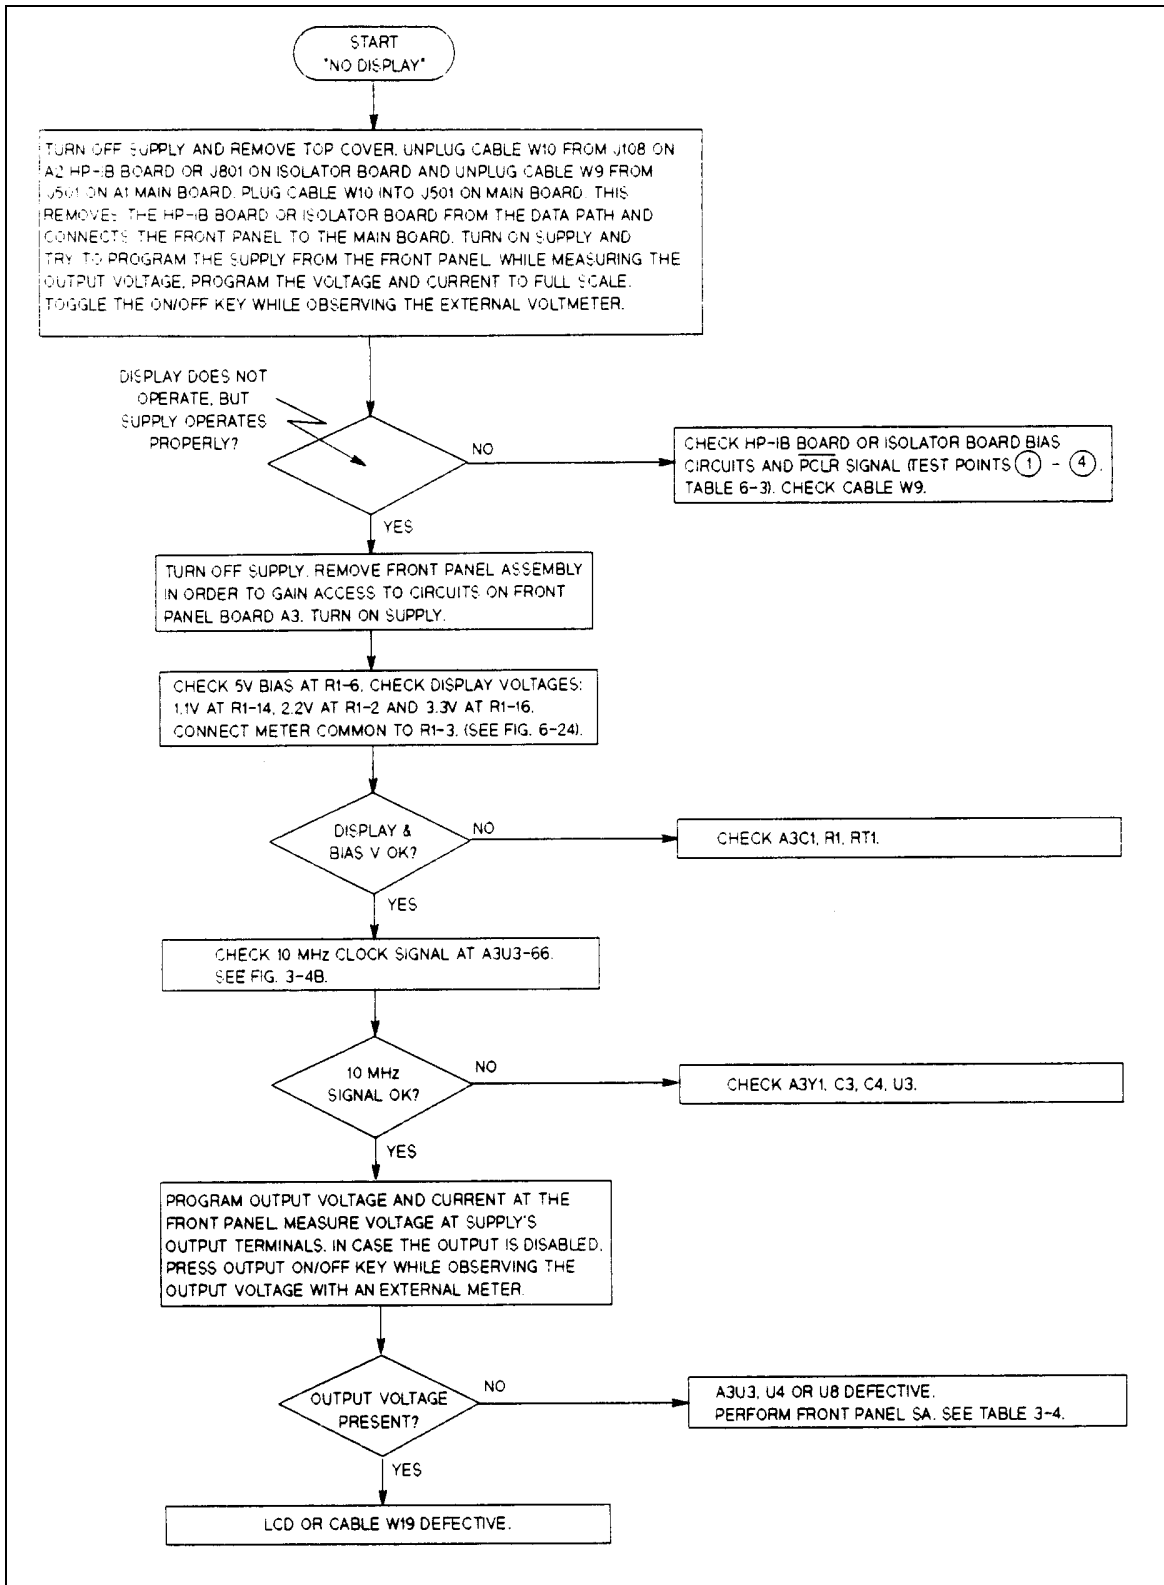 START
"NO DISPLAY"
TURN OFF SUPPLY AND REMOVE TOP COVER. UNPLUG CABLE W10 FROM J108 ON
A2 HP-IB BOARD OR J801 ON ISOLATOR BOARD AND UNPLUG CABLE W9 FROM
J501 ON A1 MAIN BOARD. PLUG CABLE W10 INTO J501 ON MAIN BOARD. THIS
REMOVES THE HP-IB BOARD OR ISOLATOR BOARD FROM THE DATA PATH AND
CONNECTS THE FRONT PANEL TO THE MAIN BOARD. TURN ON SUPPLY AND
TRY TO PROGRAM THE SUPPLY FROM THE FRONT PANEL. WHILE MEASURING THE
OUTPUT VOLTAGE, PROGRAM THE VOLTAGE AND CURRENT TO FULL SCALE.
TOGGLE THE ON/OFF KEY WHILE OBSERVING THE EXTERNAL VOLTMETER.
DISPLAY DOES NOT
OPERATE, BUT
SUPPLY OPERATES
PROPERLY?
NO
CHECK HP-IB BOARD OR ISOLATOR BOARD BIAS
CIRCUITS AND PCLR SIGNAL (TEST POINTS 1 - 4,
TABLE 6-3). CHECK CABLE W9.
YES
TURN OFF SUPPLY. REMOVE FRONT PANEL ASSEMBLY
IN ORDER TO GAIN ACCESS TO CIRCUITS ON FRONT
PANEL BOARD A3. TURN ON SUPPLY.
CHECK 5V BIAS AT R1-6. CHECK DISPLAY VOLTAGES:
1.1V AT R1-14, 2.2V AT R1-2 AND 3.3V AT R1-16.
CONNECT METER COMMON TO R1-3. (SEE FIG. 6-24).
DISPLAY &
BIAS V OK?
NO
CHECK A3C1, R1, RT1.
YES
CHECK 10 MHz CLOCK SIGNAL AT A3U3-66.
SEE FIG. 3-4B.
10 MHz
SIGNAL OK?
NO
CHECK A3Y1, C3, C4, U3.
YES
PROGRAM OUTPUT VOLTAGE AND CURRENT AT THE
FRONT PANEL. MEASURE VOLTAGE AT SUPPLY'S
OUTPUT TERMINALS. IN CASE THE OUTPUT IS DISABLED,
PRESS OUTPUT ON/OFF KEY WHILE OBSERVING THE
OUTPUT VOLTAGE WITH AN EXTERNAL METER.
OUTPUT VOLTAGE
PRESENT?
NO
A3U3, U4 OR U8 DEFECTIVE.
PERFORM FRONT PANEL SA. SEE TABLE 3-4.
YES
LCD OR CABLE W19 DEFECTIVE.